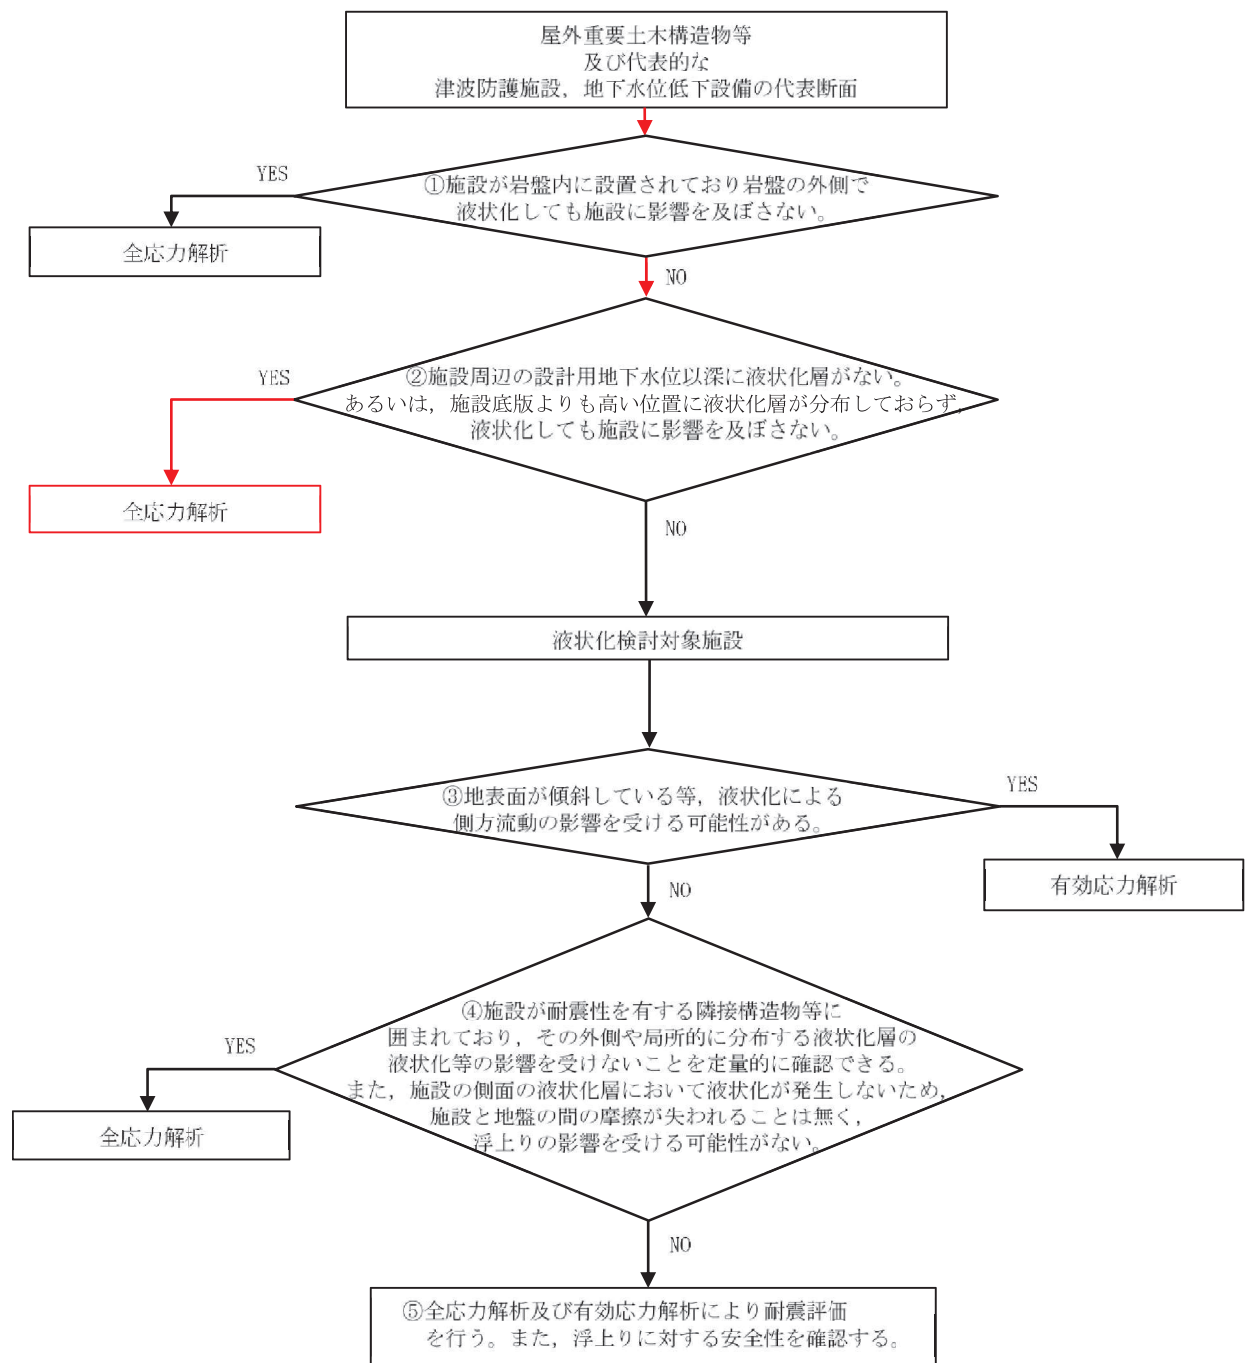 屋外重要土木構造物等
及び代表的な
津波防護施設，地下水位低下設備の代表断面
YES
①施設が岩盤内に設置されており岩盤の外側で
液状化しても施設に影響を及ぼさない。
全応力解析
NO
YES
②施設周辺の設計用地下水位以深に液状化層がない。
あるいは，施設底版よりも高い位置に液状化層が分布しておらず，
液状化しても施設に影響を及ぼさない。
全応力解析
NO
液状化検討対象施設
③地表面が傾斜している等，液状化による
側方流動の影響を受ける可能性がある。
YES
有効応力解析
NO
④施設が耐震性を有する隣接構造物等に
囲まれており，その外側や局所的に分布する液状化層の
液状化等の影響を受けないことを定量的に確認できる。
また，施設の側面の液状化層において液状化が発生しないため，
施設と地盤の間の摩擦が失われることは無く，
浮上りの影響を受ける可能性がない。
YES
全応力解析
NO
⑤全応力解析及び有効応力解析により耐震評価
を行う。また，浮上りに対する安全性を確認する。